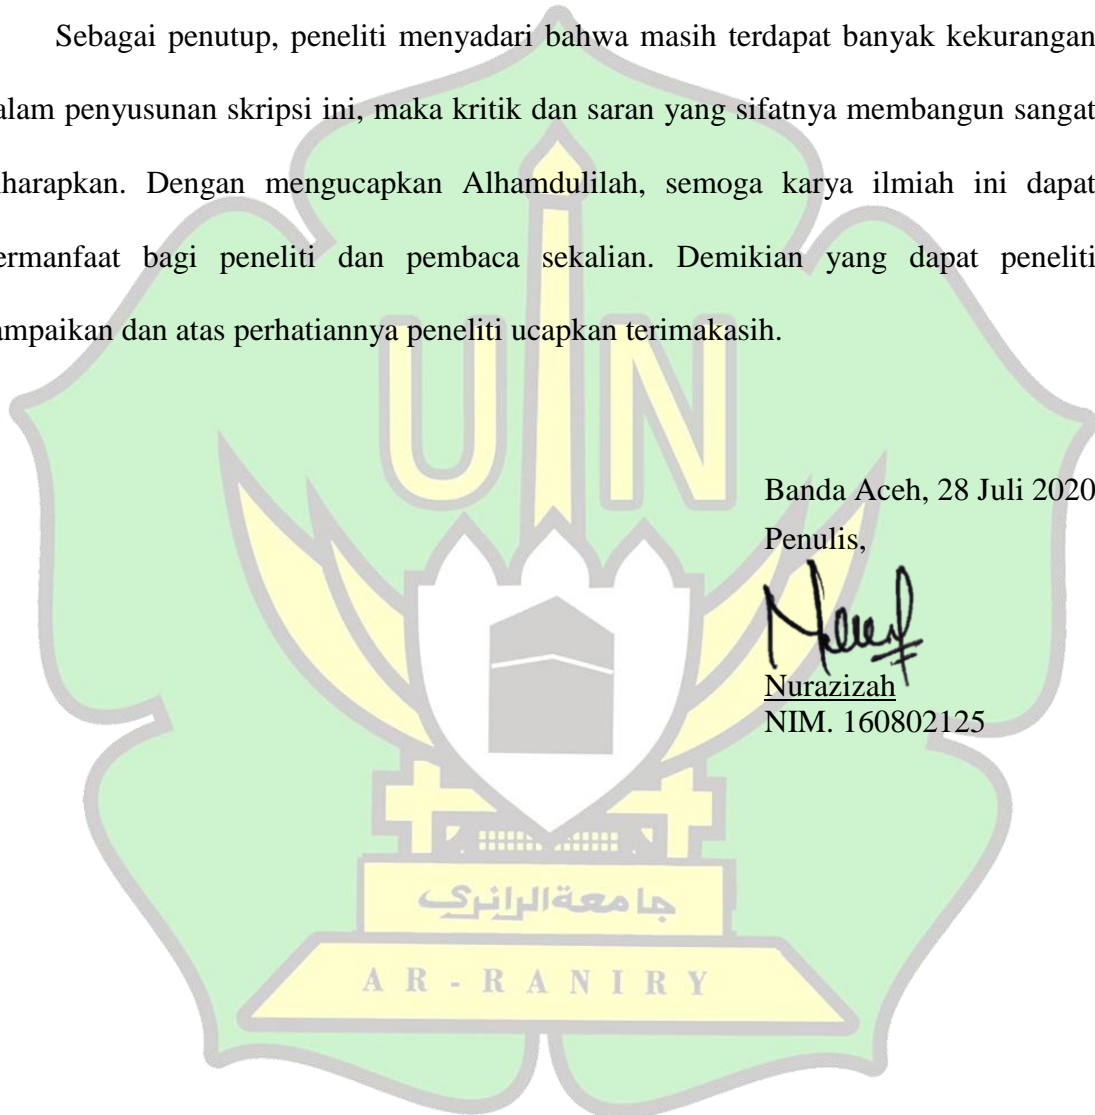 Sebagai penutup, peneliti menyadari bahwa masih terdapat banyak kekurangan
alam penyusunan skripsi ini, maka kritik dan saran yang sifatnya membangun sangat
harapkan. Dengan mengucapkan Alhamdulilah, semoga karya ilmiah ini dapat
ermanfaat bagi peneliti dan pembaca sekalian. Demikian yang dapat peneliti
ampaikan dan atas perhatiannya peneliti ucapkan terimakasih.
UIN
Banda Aceh, 28 Juli 2020
Penulis,
Nurazizah
NIM. 160802125
جامعةالرانري
AR-RANIRY